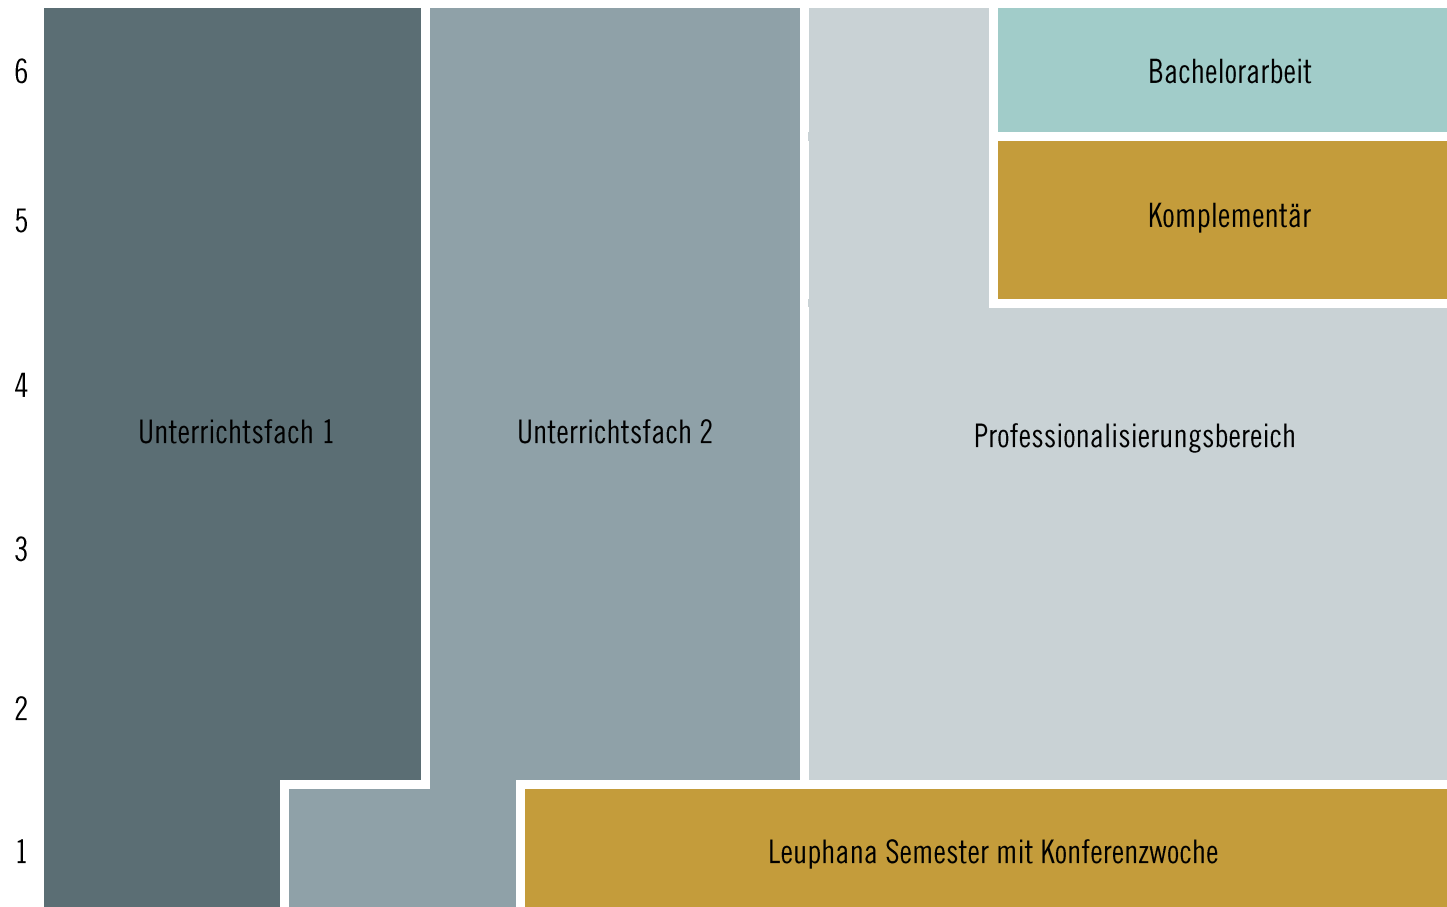 6
Bachelorarbeit
5
Komplementär
4
Unterrichtsfach 1
Unterrichtsfach 2
Professionalisierungsbereich
3
2
1
Leuphana Semester mit Konferenzwoche